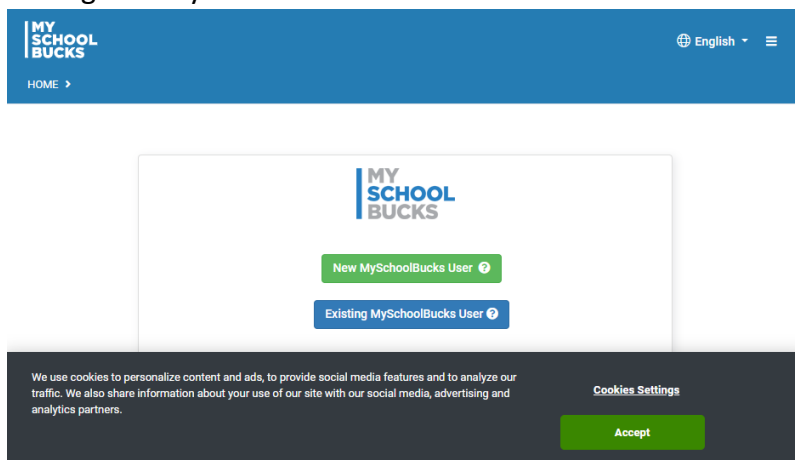 MY
SCHOOL
BUCKS
English
HOME >
MY
SCHOOL
BUCKS
New MySchoolBucks User ?
Existing MySchoolBucks User ?
We use cookies to personalize content and ads, to provide social media features and to analyze our
traffic. We also share information about your use of our site with our social media, advertising and
analytics partners.
Cookies Settings
Accept